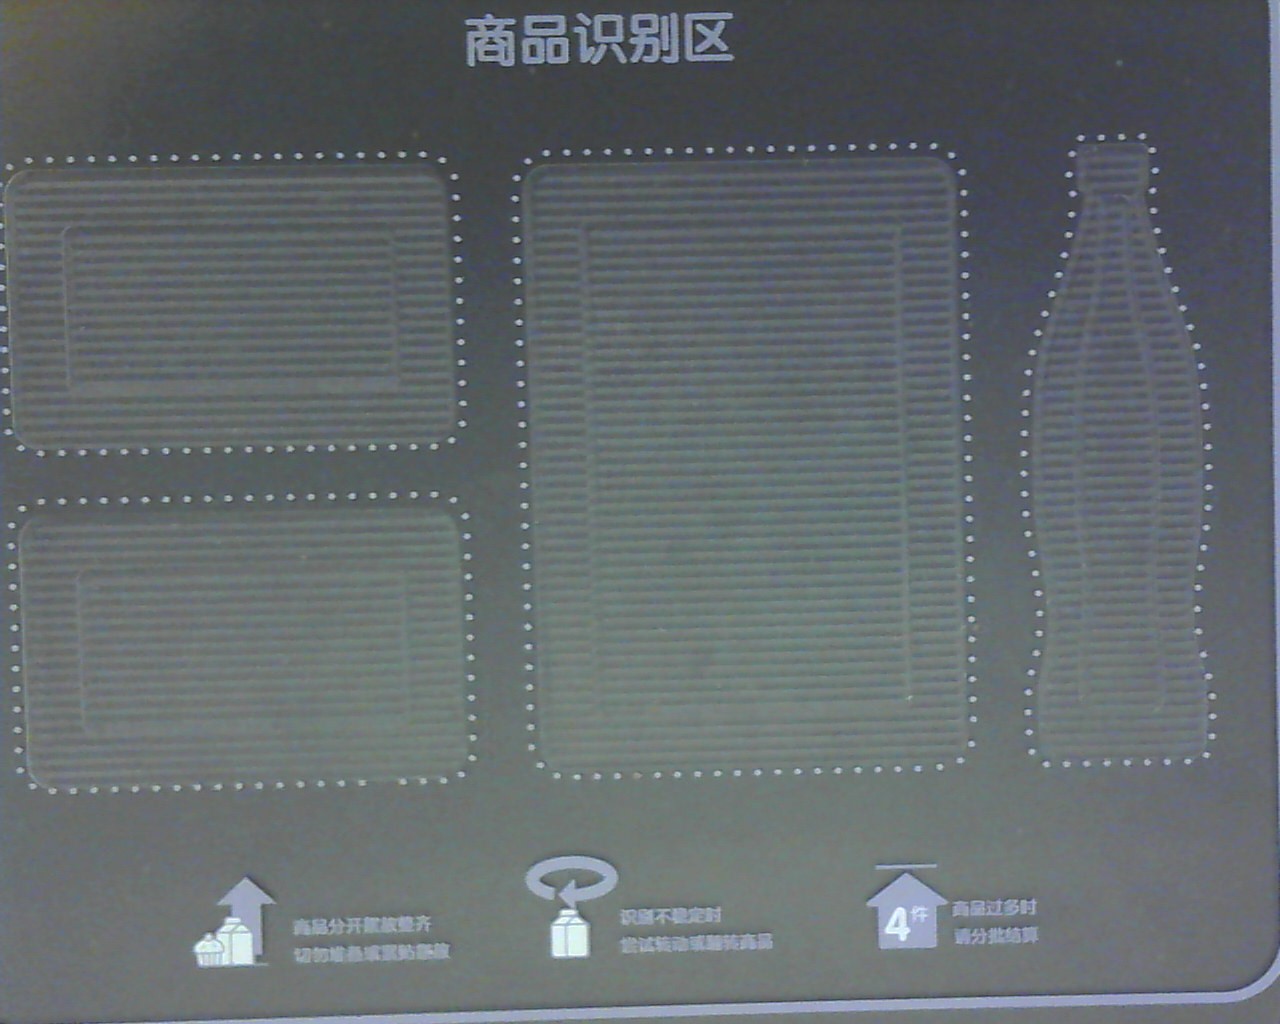 商品识别区
商品分开摆放整齐
切勿堆叠或紧贴摆放
识别不稳定时
尝试转动或翻转商品
4件
商品过多时
请分批结算